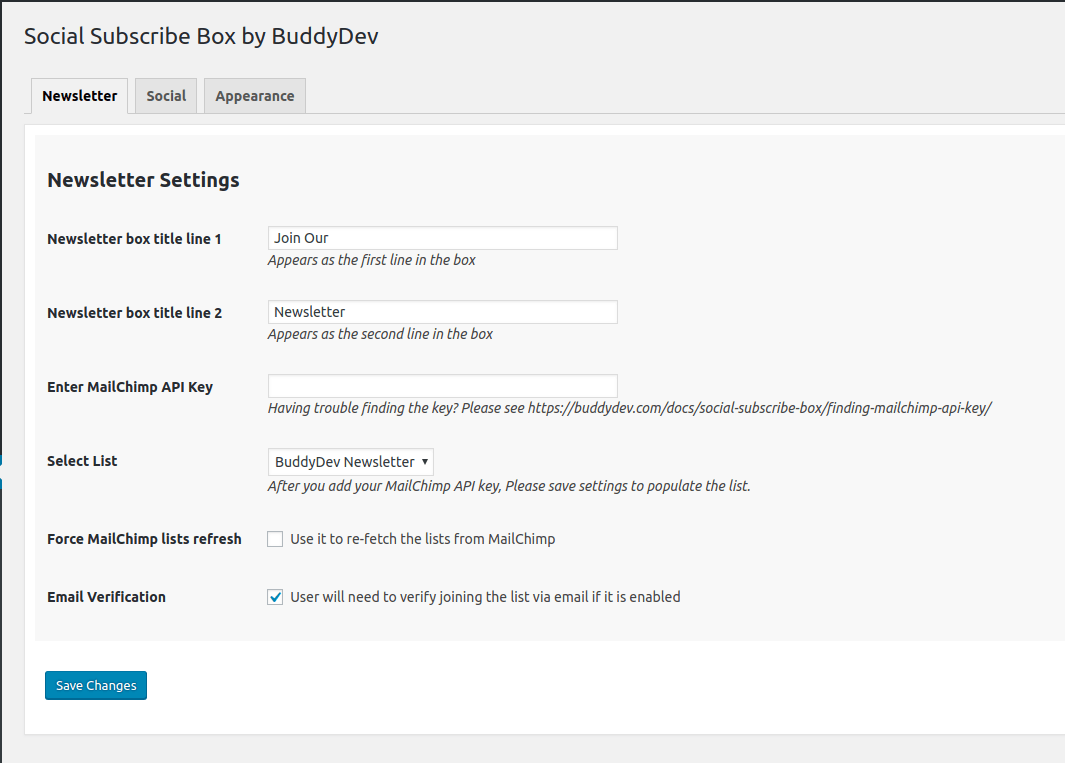 Social Subscribe Box by BuddyDev
Newsletter Social Appearance
Newsletter Settings
Newsletter box title line 1 Join Our
Appears as the first line in the box
Newsletter box title line 2 Newsletter
Appears as the second line in the box
Enter MailChimp API Key
Having trouble finding the key? Please see https://buddydev.com/docs/social-subscribe-box/finding-mailchimp-api-key/
Select List BuddyDev Newsletter
After you add your MailChimp API key, Please save settings to populate the list.
Force MailChimp lists refresh Use it to re-fetch the lists from MailChimp
Email Verification User will need to verify joining the list via email if it is enabled
Save Changes